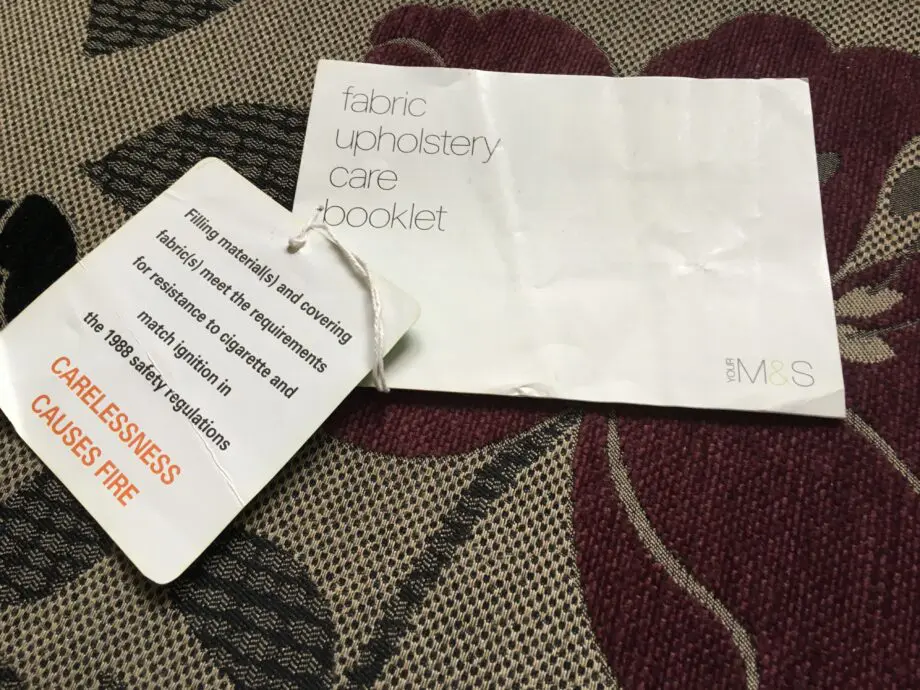 fabric
upholstery
care
booklet
YOUR M&S
Filling material(s) and covering
fabric(s) meet the requirements
for resistance to cigarette and
match ignition in
the 1988 safety regulations
CARELESSNESS
CAUSES FIRE